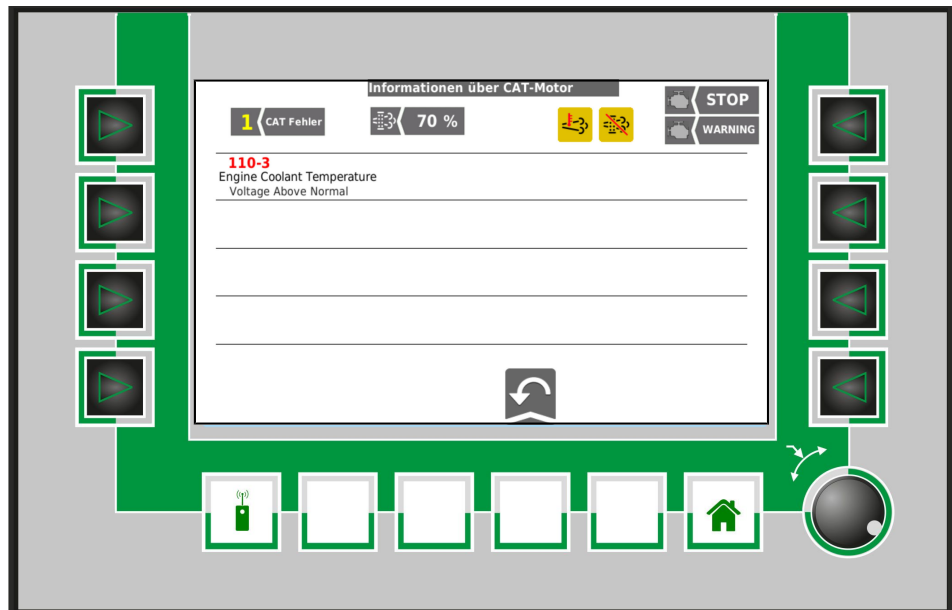 Informationen über CAT-Motor
1 CAT Fehler
70 %
STOP
WARNING
110-3
Engine Coolant Temperature
Voltage Above Normal